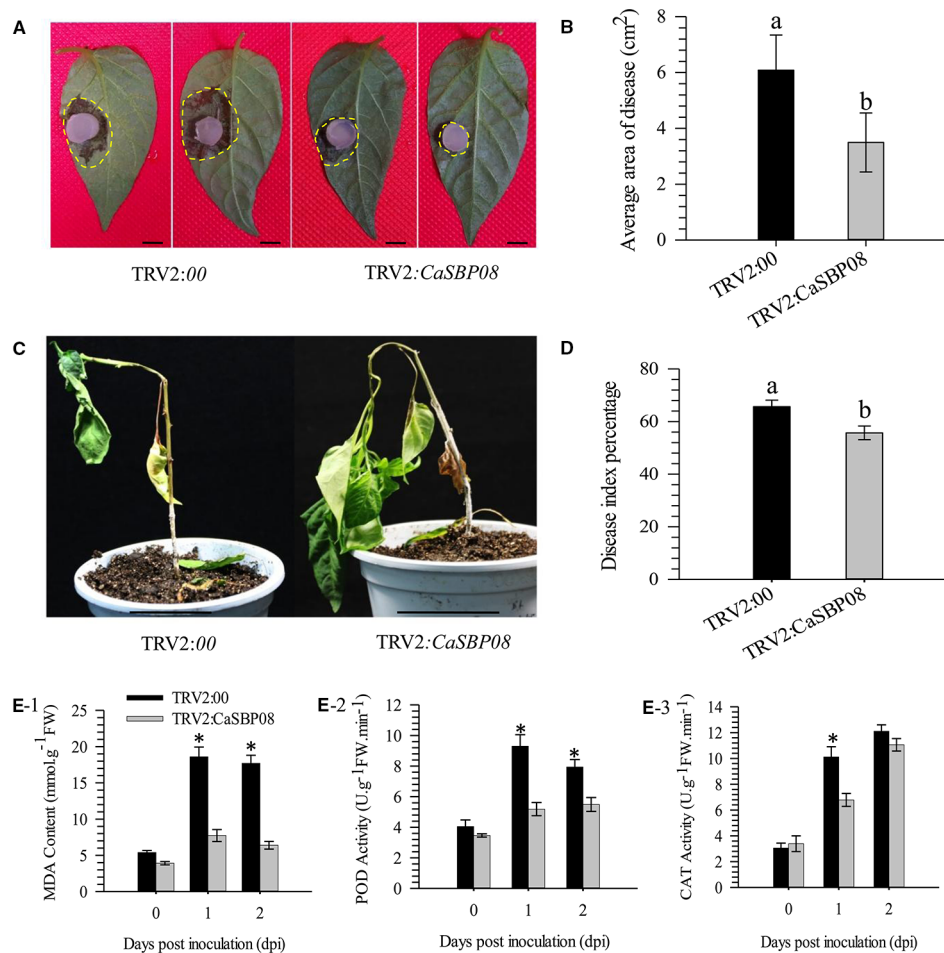 A
TRV2:00
TRV2:CaSBP08
B
Average area of disease (cm²)
8
6
4
2
0
a
b
TRV2:00
TRV2:CaSBP08
C
TRV2:00
TRV2:CaSBP08
D
Disease index percentage
80
60
40
20
0
a
b
TRV2:00
TRV2:CaSBP08
E-1
TRV2:00
TRV2:CaSBP08
MDA Content (mmol.g⁻¹FW)
25
20
15
10
5
0
*
*
0 1 2
Days post inoculation (dpi)
E-2
POD Activity (U.g⁻¹FW.min⁻¹)
12
10
8
6
4
2
0
*
*
0 1 2
Days post inoculation (dpi)
E-3
CAT Activity (U.g⁻¹FW.min⁻¹)
14
12
10
8
6
4
2
0
*
0 1 2
Days post inoculation (dpi)